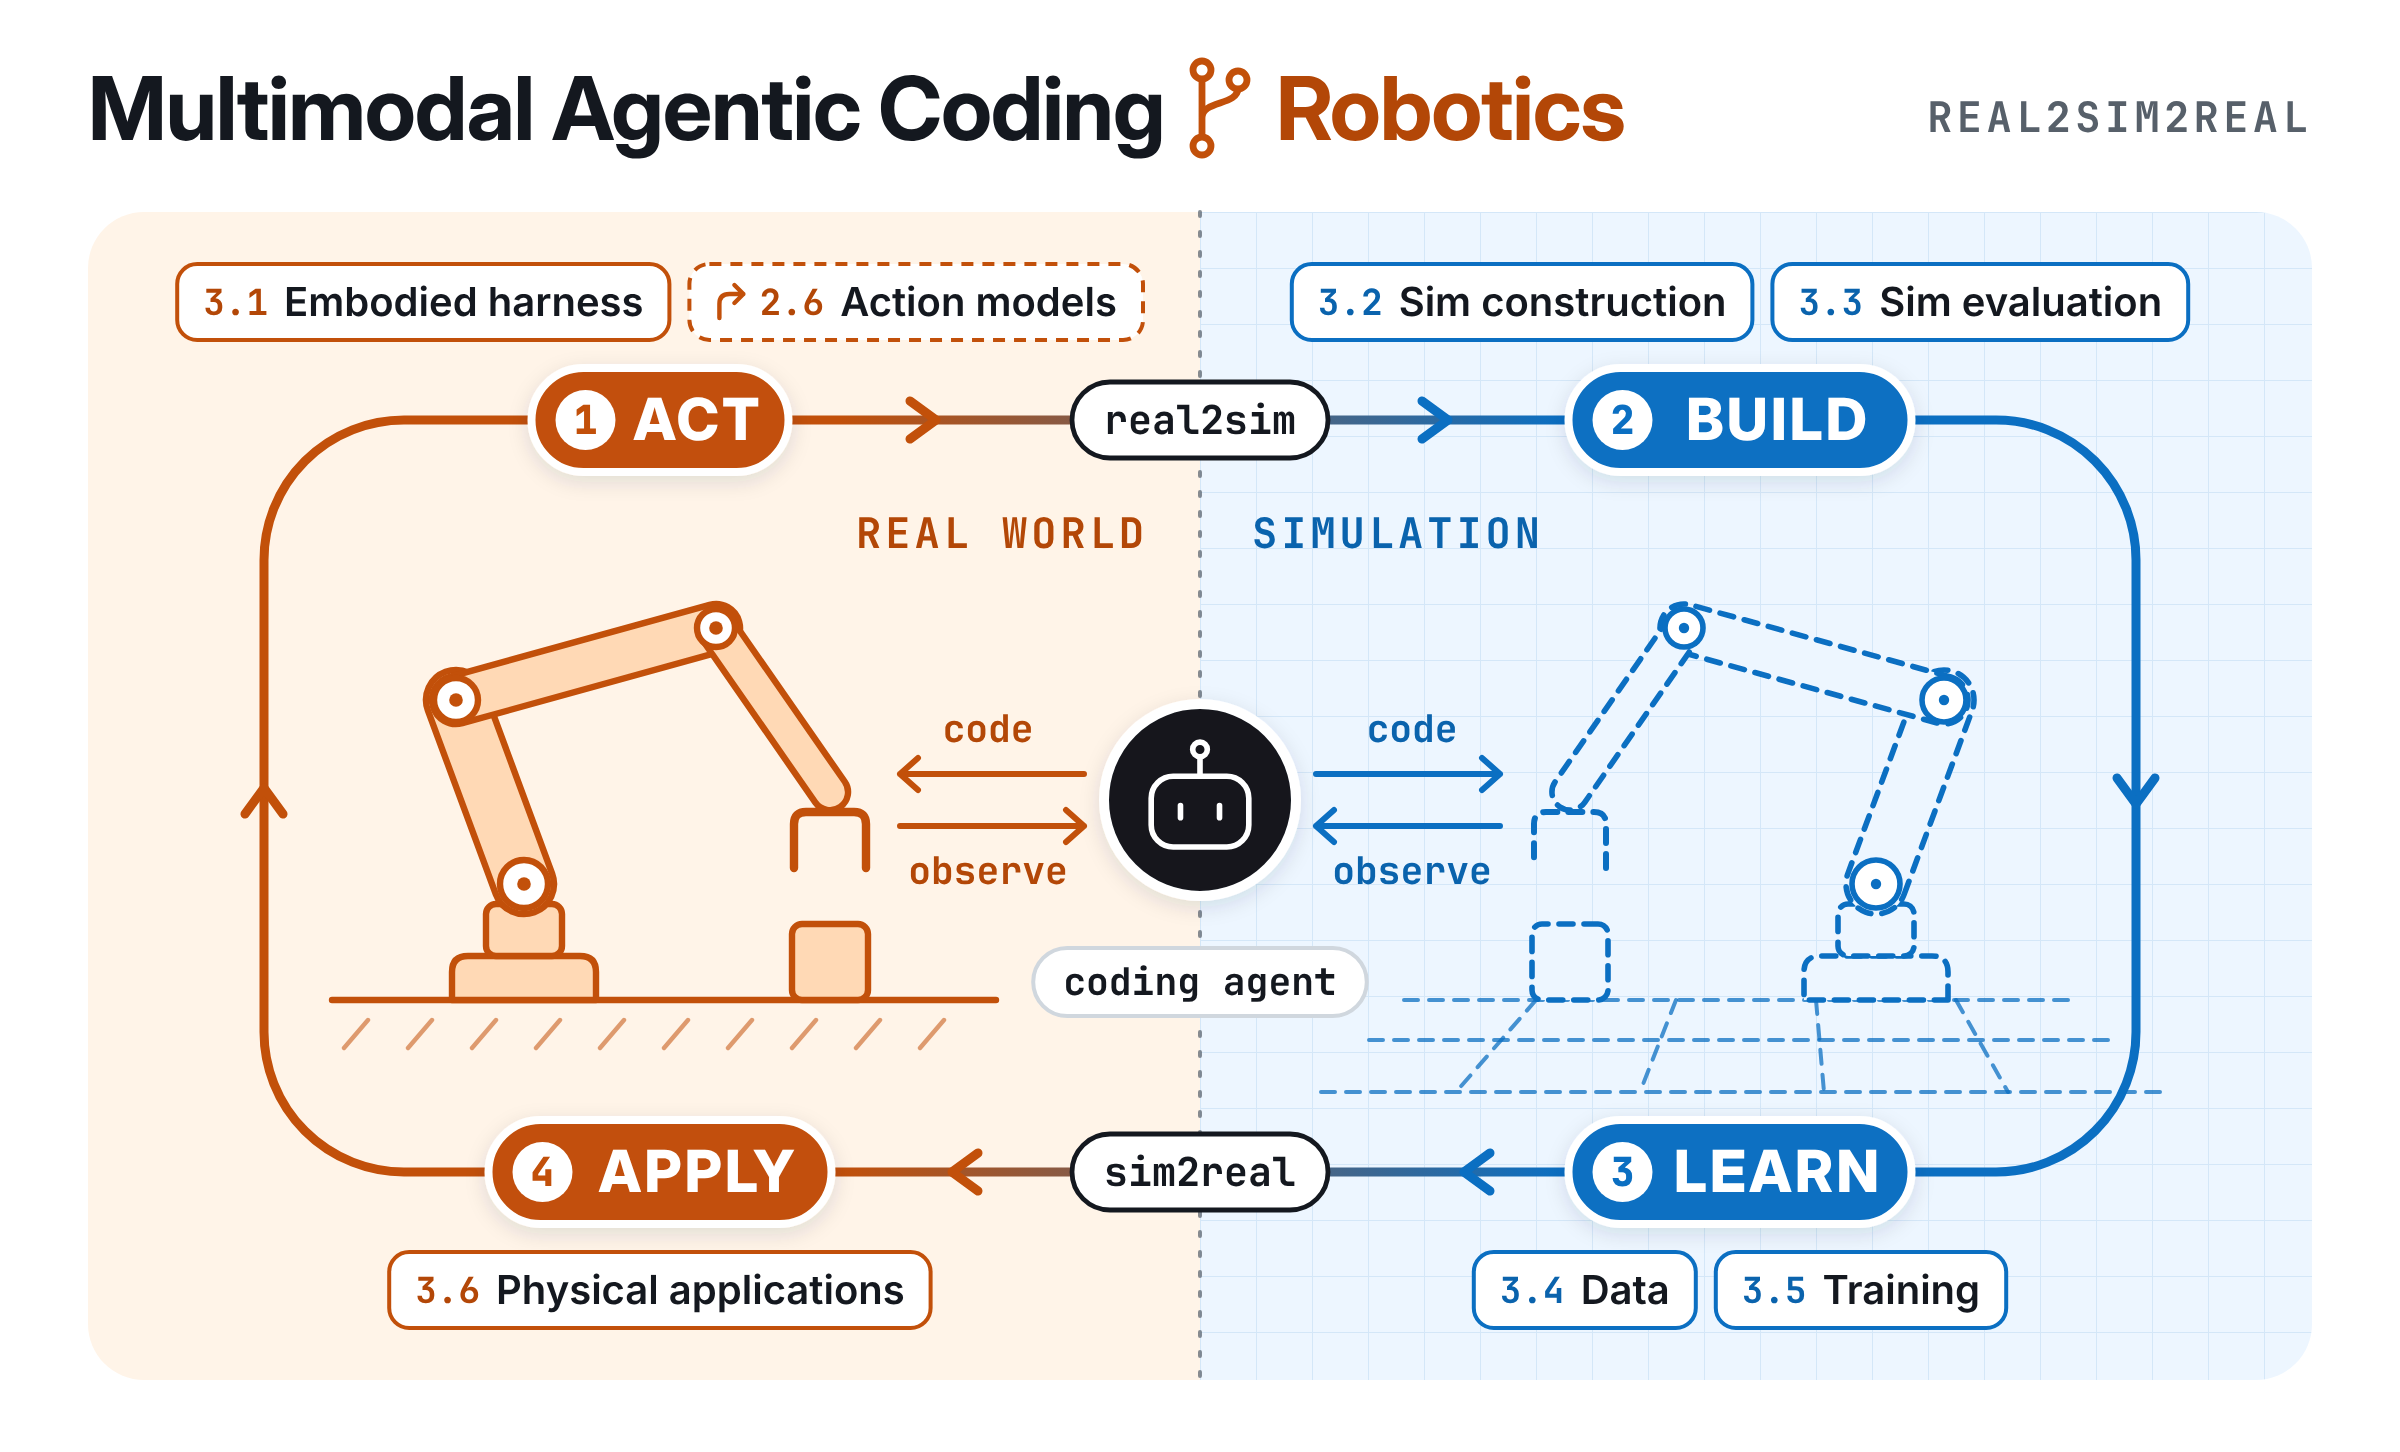 Multimodal Agentic Coding Robotics
REAL2SIM2REAL
3.1 Embodied harness
2.6 Action models
3.2 Sim construction
3.3 Sim evaluation
1 ACT
real2sim
2 BUILD
REAL WORLD
SIMULATION
code
observe
code
observe
coding agent
4 APPLY
sim2real
3 LEARN
3.6 Physical applications
3.4 Data
3.5 Training